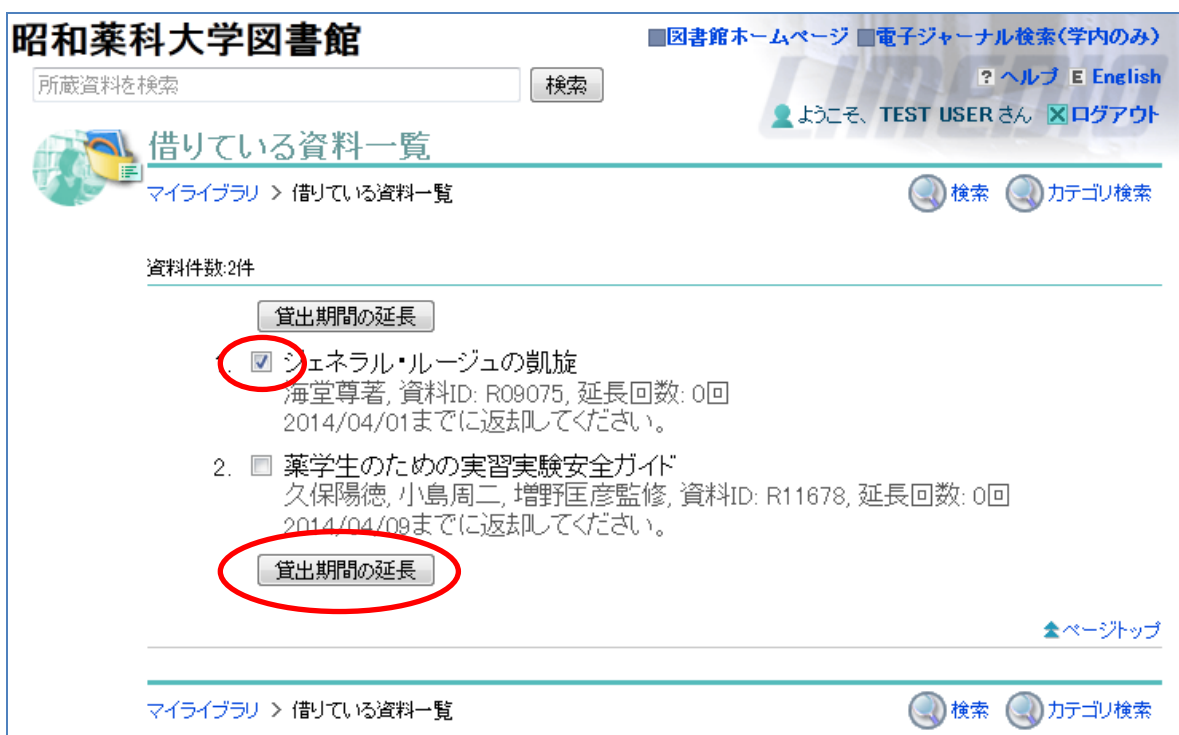 昭和薬科大学図書館
■図書館ホームページ ■電子ジャーナル検索(学内のみ)
所蔵資料を検索 検索
? ヘルプ E English
ようこそ、TEST USER さん ログアウト
借りている資料一覧
マイライブラリ > 借りている資料一覧 検索 カテゴリ検索
資料件数:2件
貸出期間の延長
1. ジェネラル・ルージュの凱旋
海堂尊著, 資料ID: R09075, 延長回数: 0回
2014/04/01までに返却してください。
2. 薬学生のための実習実験安全ガイド
久保陽徳, 小島周二, 増野匡彦監修, 資料ID: R11678, 延長回数: 0回
2014/04/09までに返却してください。
貸出期間の延長
ページトップ
マイライブラリ > 借りている資料一覧 検索 カテゴリ検索